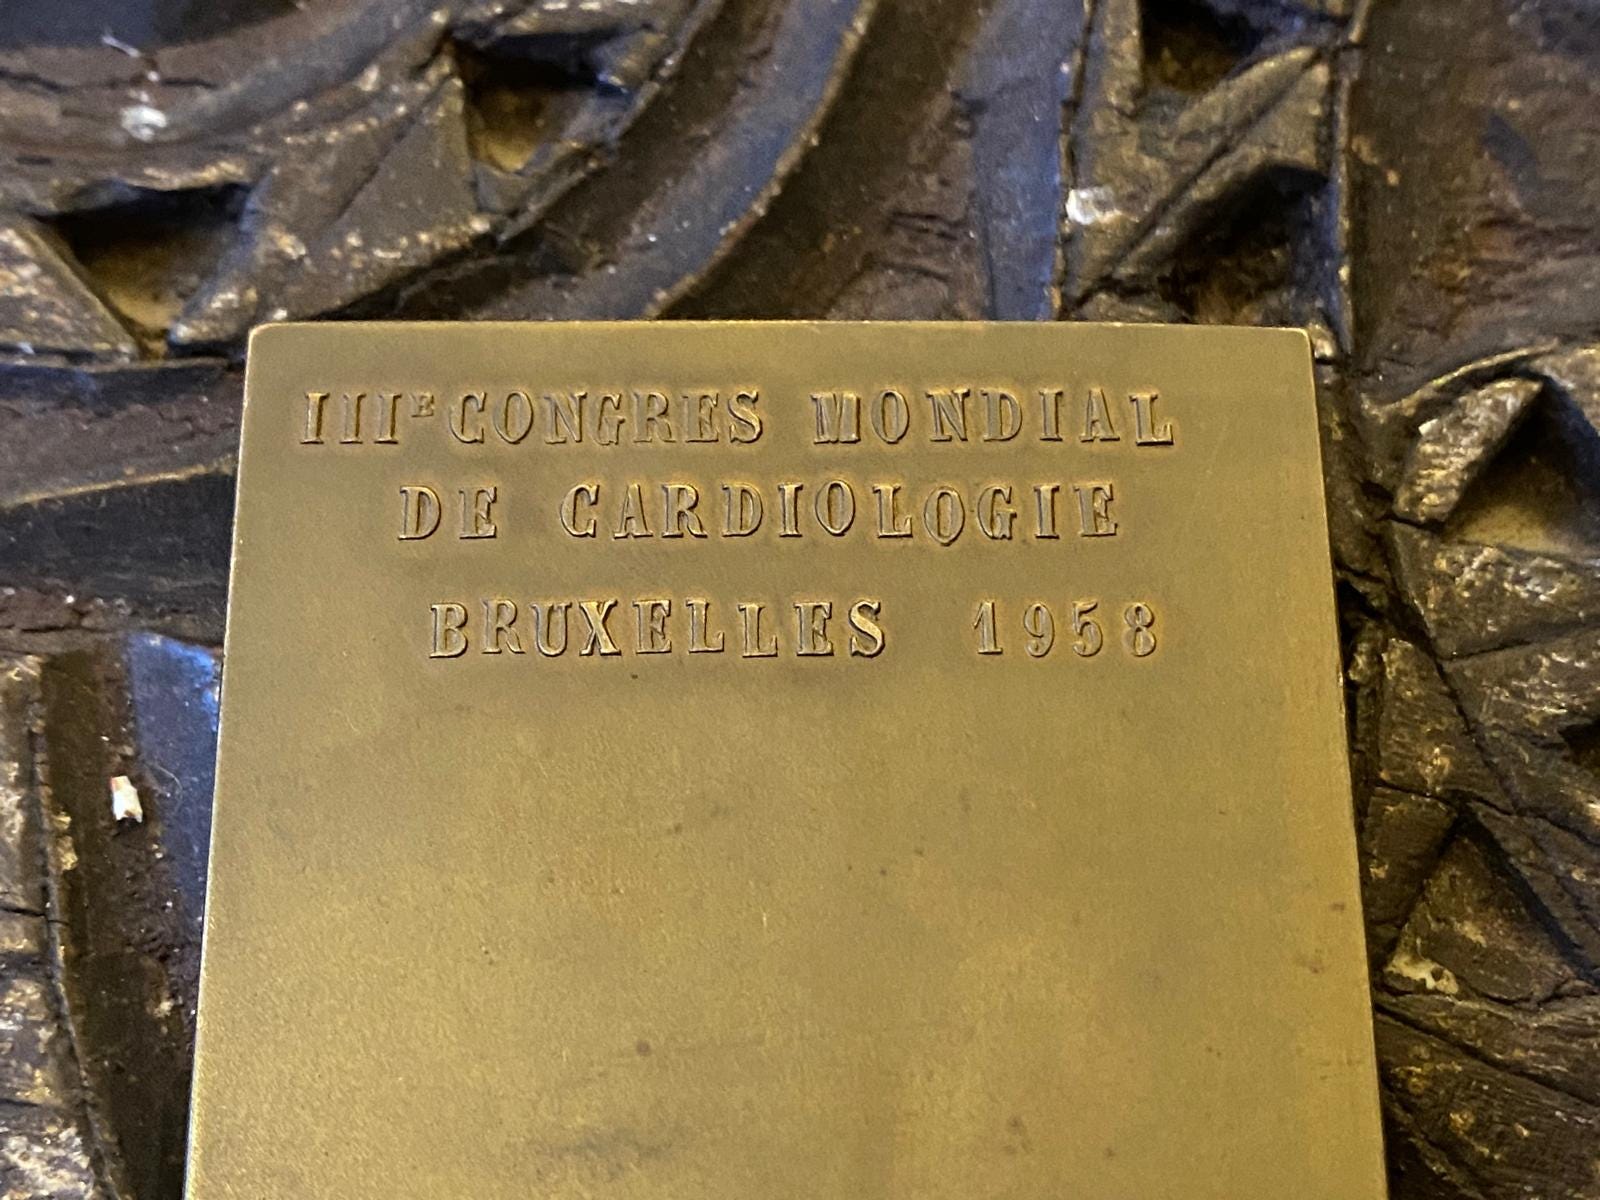 IIIᴱ CONGRES MONDIAL
DE CARDIOLOGIE
BRUXELLES 1958